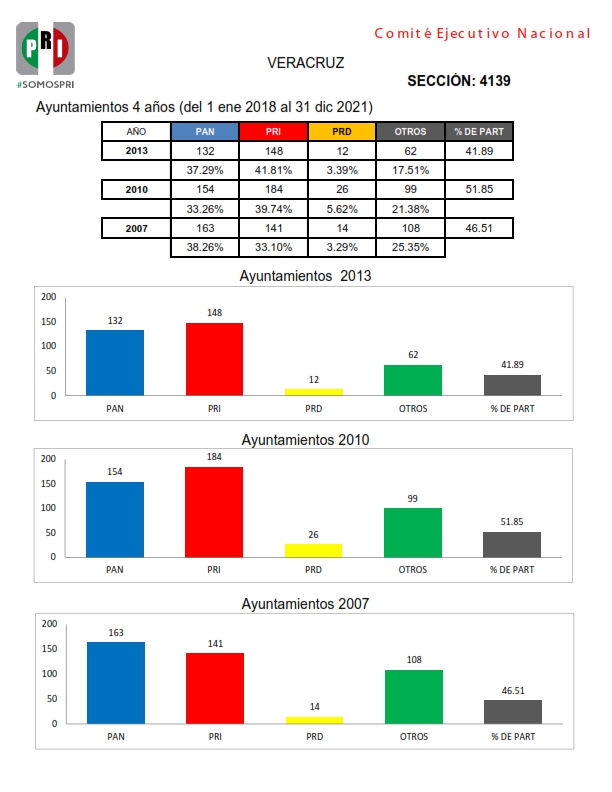 Comité Ejecutivo Nacional
PRI
#SOMOSPRI
VERACRUZ
SECCIÓN: 4139
Ayuntamientos 4 años (del 1 ene 2018 al 31 dic 2021)
AÑO PAN PRI PRD OTROS % DE PART
2013 132 148 12 62 41.89
37.29% 41.81% 3.39% 17.51%
2010 154 184 26 99 51.85
33.26% 39.74% 5.62% 21.38%
2007 163 141 14 108 46.51
38.26% 33.10% 3.29% 25.35%
Ayuntamientos 2013
200
150
100
50
0
132 148 12 62 41.89
PAN PRI PRD OTROS % DE PART
Ayuntamientos 2010
200
150
100
50
0
154 184 26 99 51.85
PAN PRI PRD OTROS % DE PART
Ayuntamientos 2007
200
150
100
50
0
163 141 14 108 46.51
PAN PRI PRD OTROS % DE PART